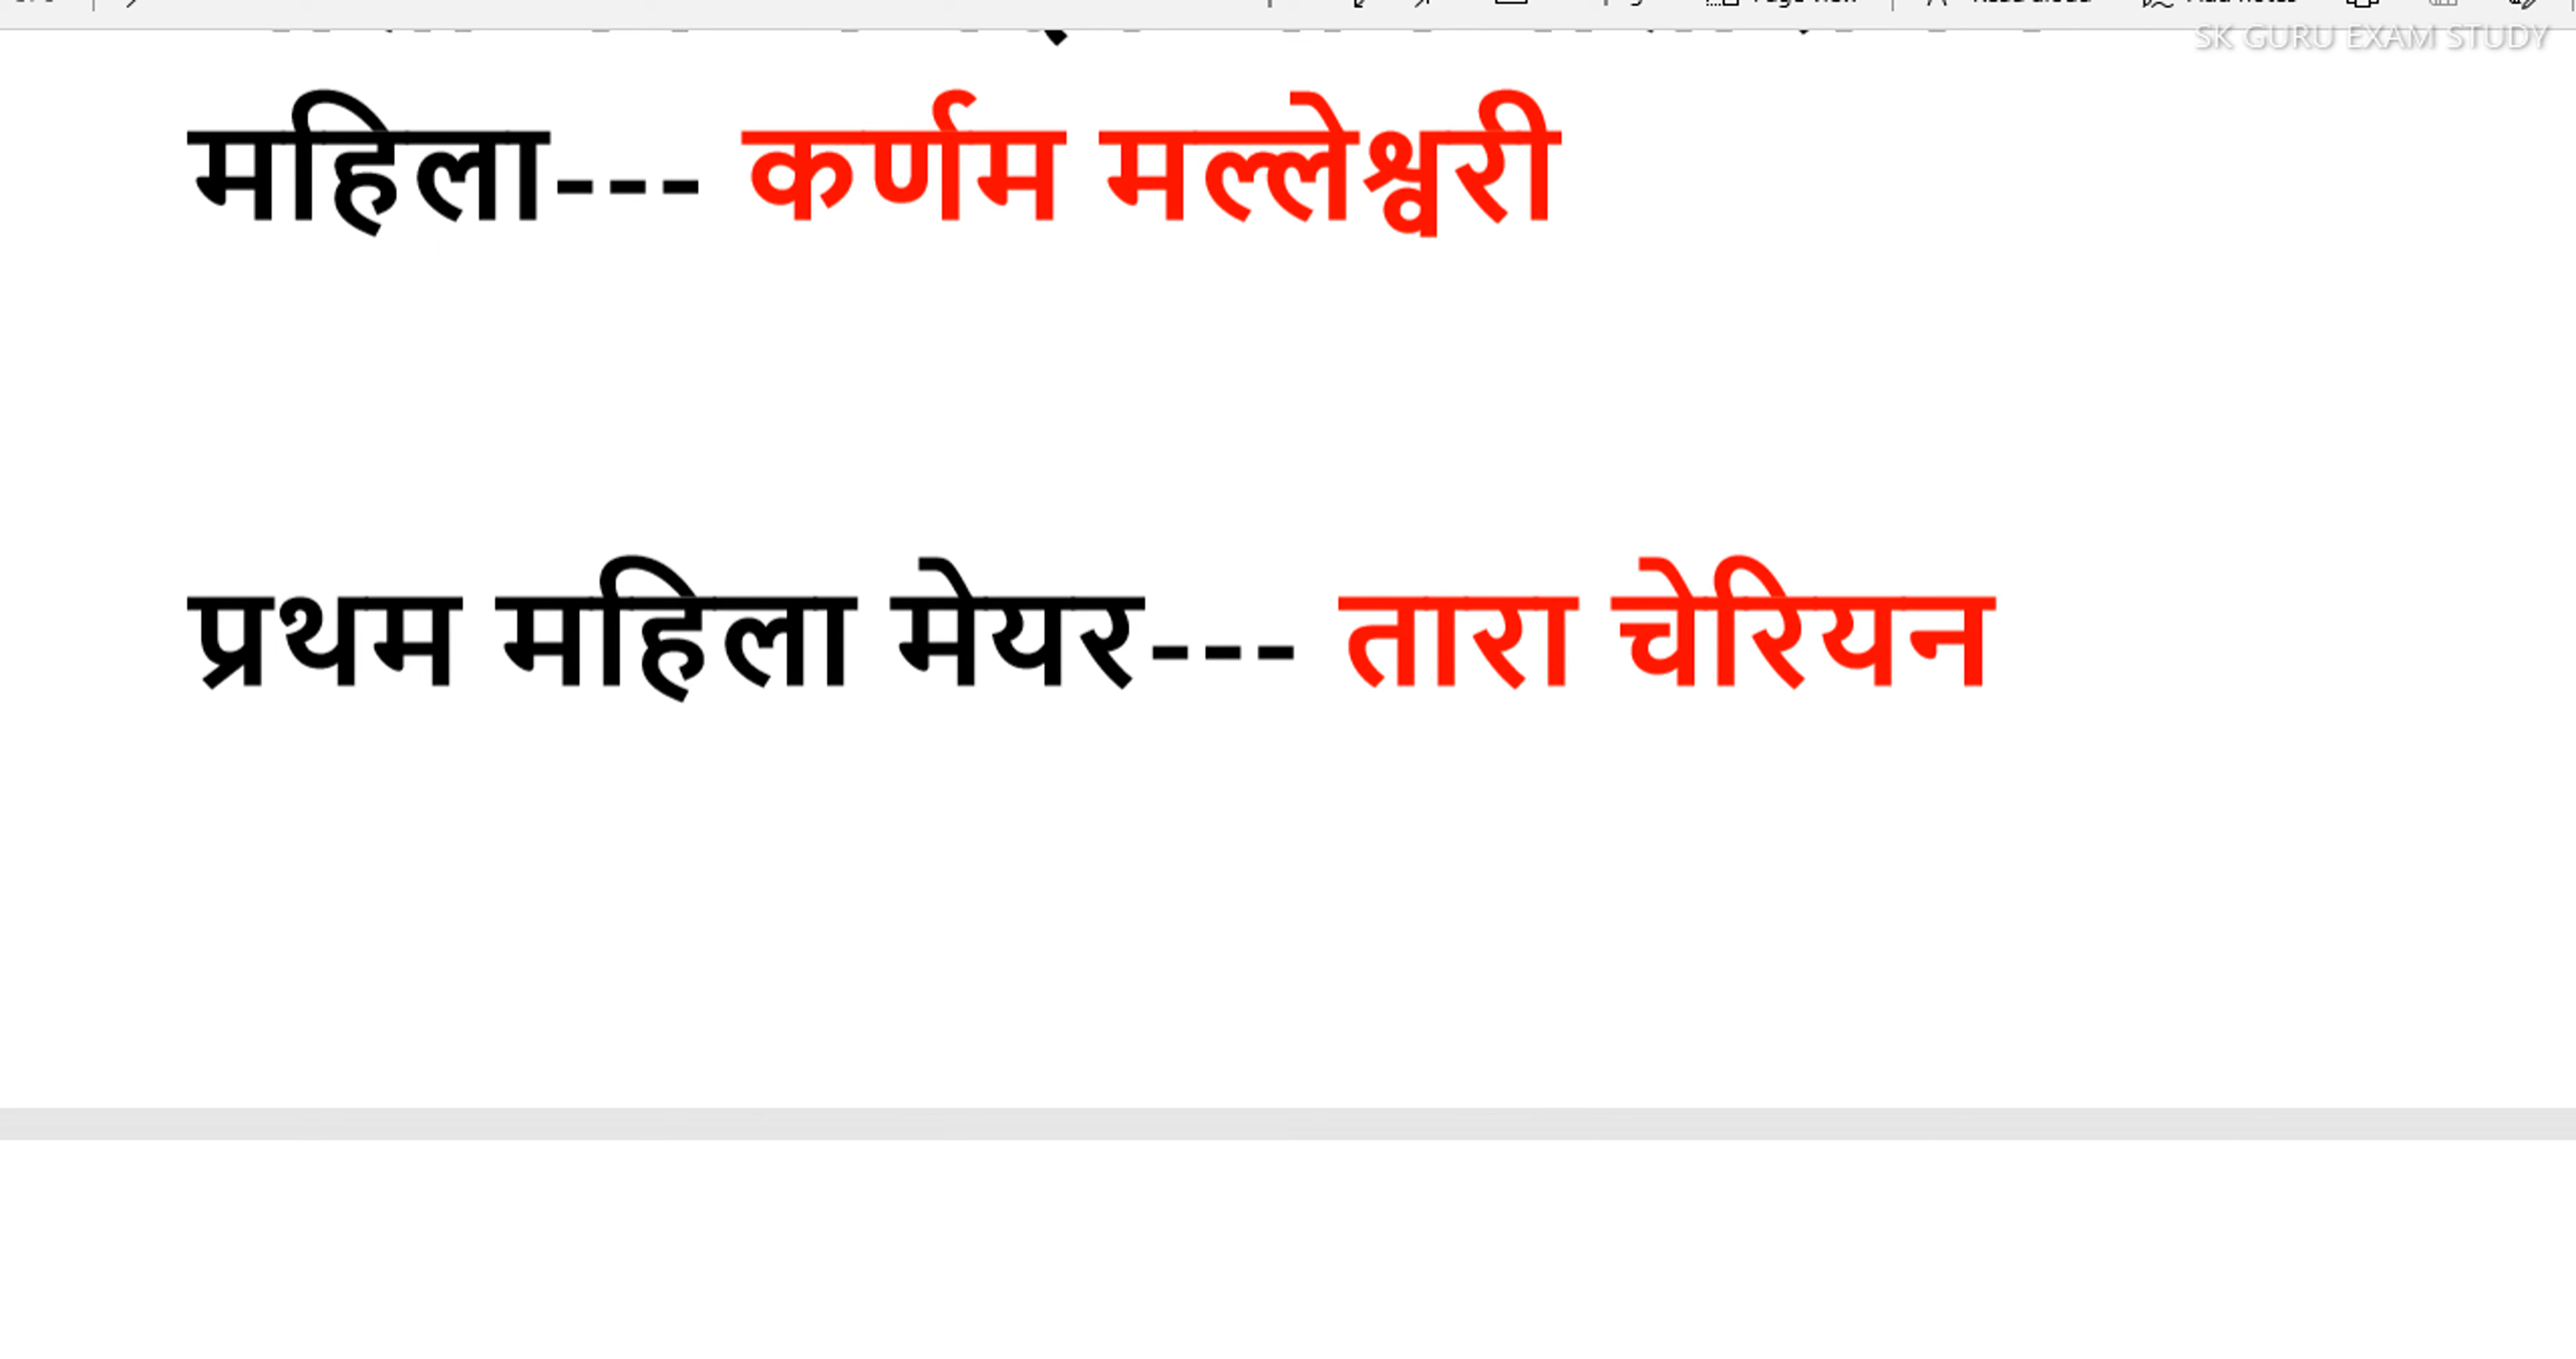 SK GURU EXAM STUDY
महिला--- कर्णम मल्लेश्वरी
प्रथम महिला मेयर--- तारा चेरियन